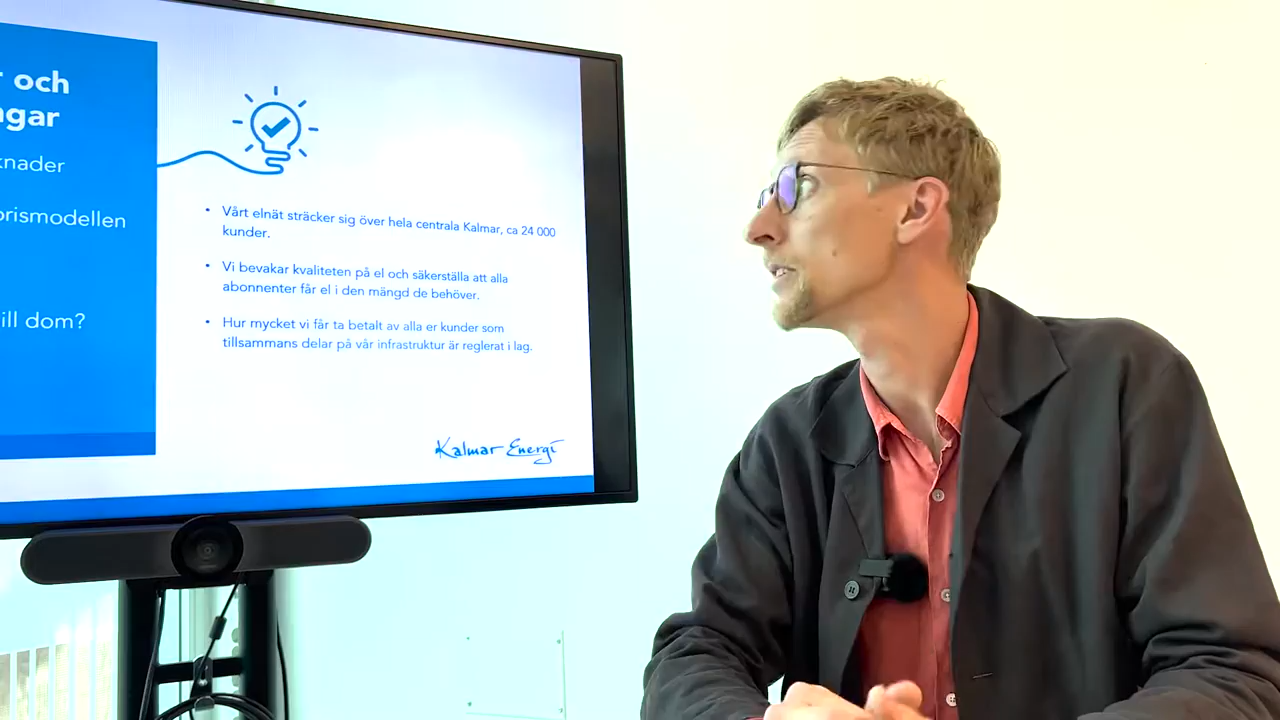 r och
ngar
knader
prismodellen
ill dom?
• Vårt elnät sträcker sig över hela centrala Kalmar, ca 24 000
kunder.
• Vi bevakar kvaliteten på el och säkerställa att alla
abonnenter får el i den mängd de behöver.
• Hur mycket vi får ta betalt av alla er kunder som
tillsammans delar på vår infrastruktur är reglerat i lag.
Kalmar Energi